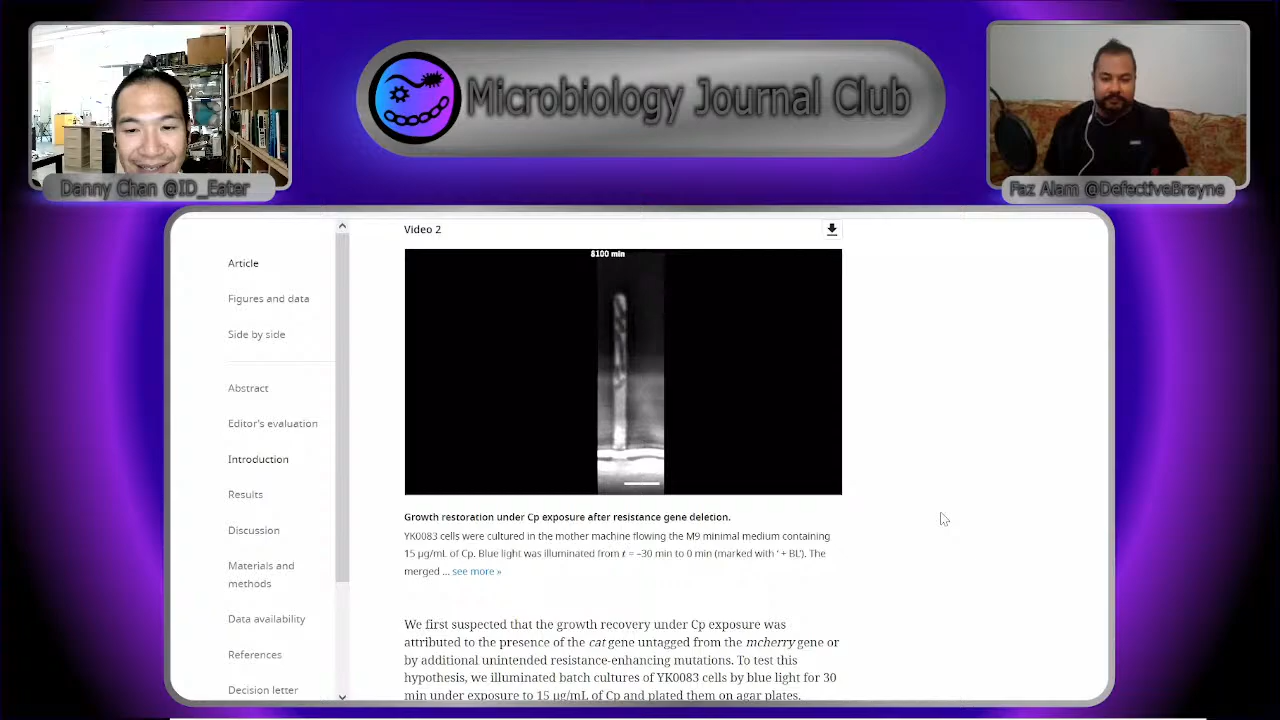 Microbiology Journal Club
Danny Chan @ID_Eater
Faz Alam @DefectiveBrayne
Article
Figures and data
Side by side
Abstract
Editor's evaluation
Introduction
Results
Discussion
Materials and
methods
Data availability
References
Decision letter
Video 2
8100 min
Growth restoration under Cp exposure after resistance gene deletion.
YK0083 cells were cultured in the mother machine flowing the M9 minimal medium containing
15 μg/mL of Cp. Blue light was illuminated from t = –30 min to 0 min (marked with ' + BL'). The
merged ... see more »
We first suspected that the growth recovery under Cp exposure was
attributed to the presence of the cat gene untagged from the mcherry gene or
by additional unintended resistance-enhancing mutations. To test this
hypothesis, we illuminated batch cultures of YK0083 cells by blue light for 30
min under exposure to 15 μg/mL of Cp and plated them on agar plates.